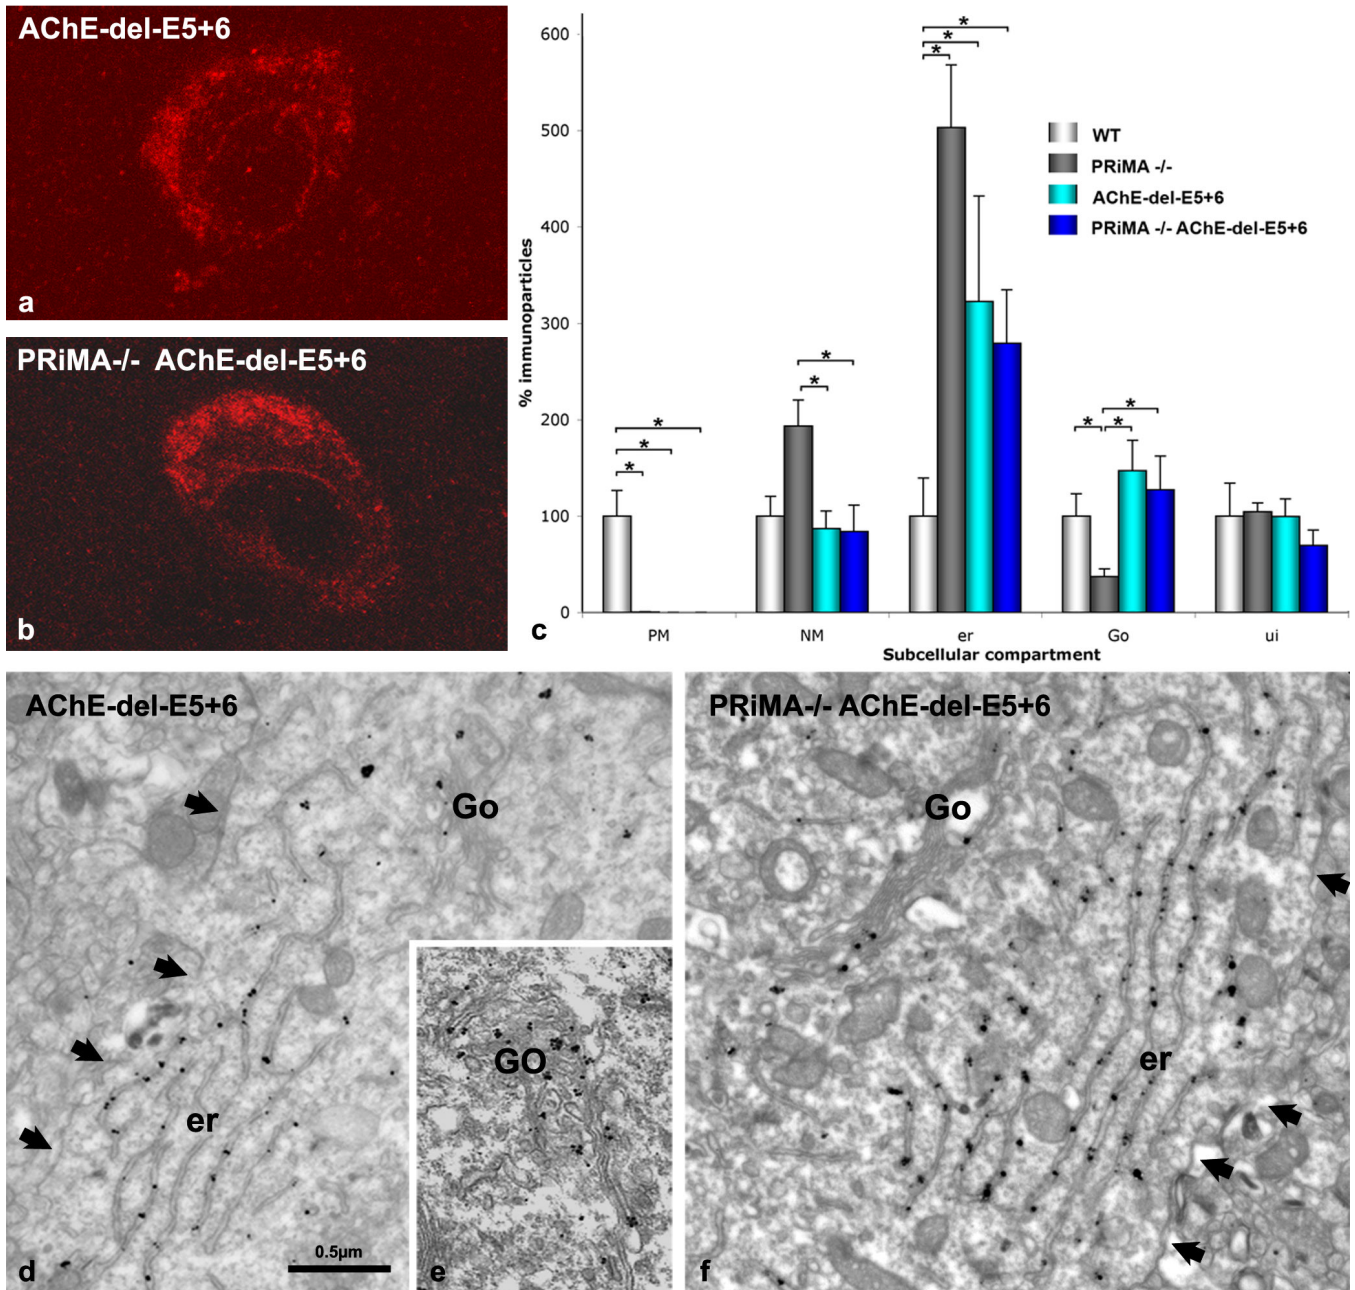 AChE-del-E5+6
a
PRiMA-/- AChE-del-E5+6
b
600
500
400
300
200
100
0
% immunoparticles
* * *
* *
* * *
* * * *
WT
PRiMA -/-
AChE-del-E5+6
PRiMA -/- AChE-del-E5+6
PM NM er Go ui
Subcellular compartment
c
AChE-del-E5+6
Go
er
0.5µm
d
GO
e
PRiMA-/- AChE-del-E5+6
Go
er
f